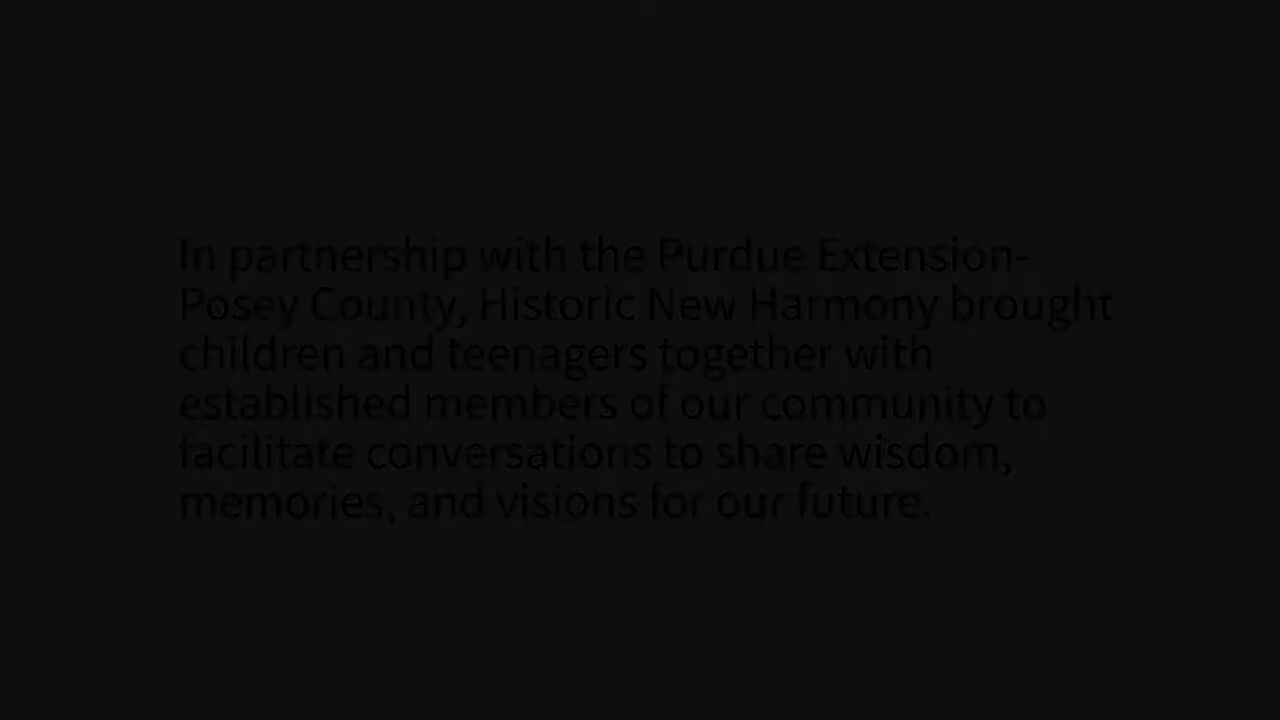 In partnership with the Purdue Extension-
Posey County, Historic New Harmony brought
children and teenagers together with
established members of our community to
facilitate conversations to share wisdom,
memories, and visions for our future.